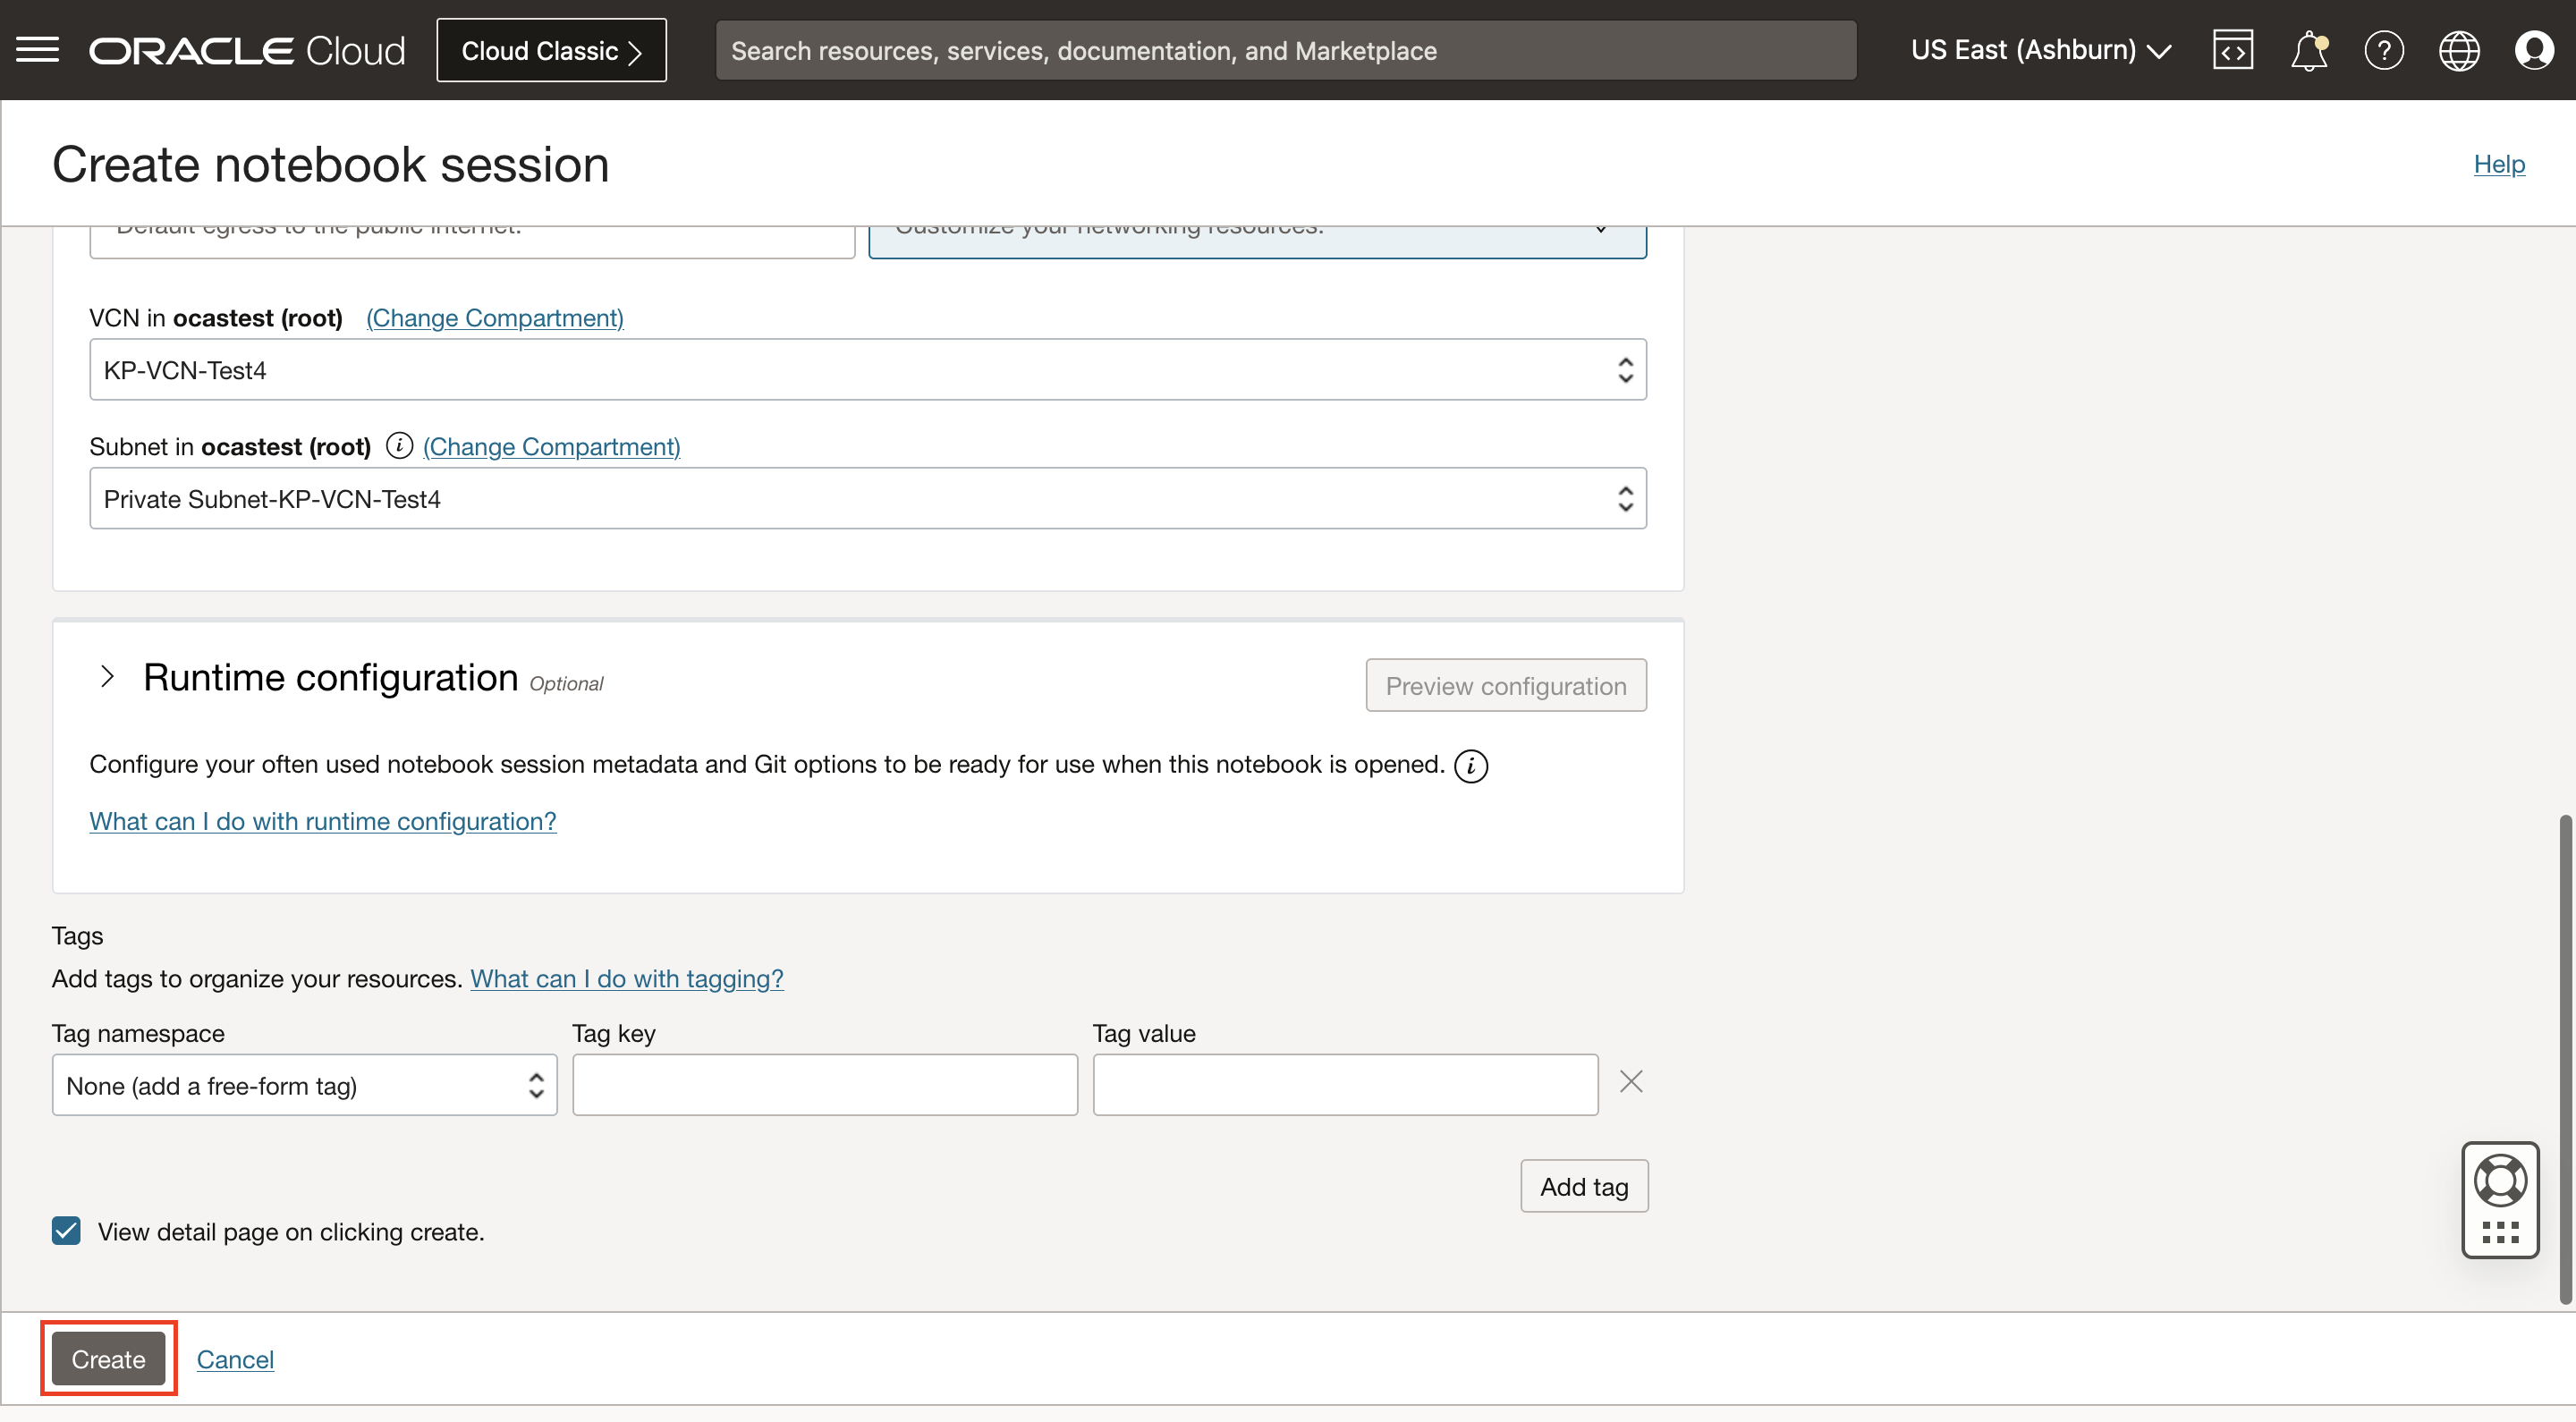 ORACLE Cloud
Cloud Classic
Search resources, services, documentation, and Marketplace
US East (Ashburn)
Create notebook session
Help
Default egress to the public internet.
Customize your networking resources.
VCN in ocastest (root) (Change Compartment)
KP-VCN-Test4
Subnet in ocastest (root) (Change Compartment)
Private Subnet-KP-VCN-Test4
Runtime configuration Optional
Preview configuration
Configure your often used notebook session metadata and Git options to be ready for use when this notebook is opened.
What can I do with runtime configuration?
Tags
Add tags to organize your resources. What can I do with tagging?
Tag namespace
Tag key
Tag value
None (add a free-form tag)
Add tag
View detail page on clicking create.
Create
Cancel